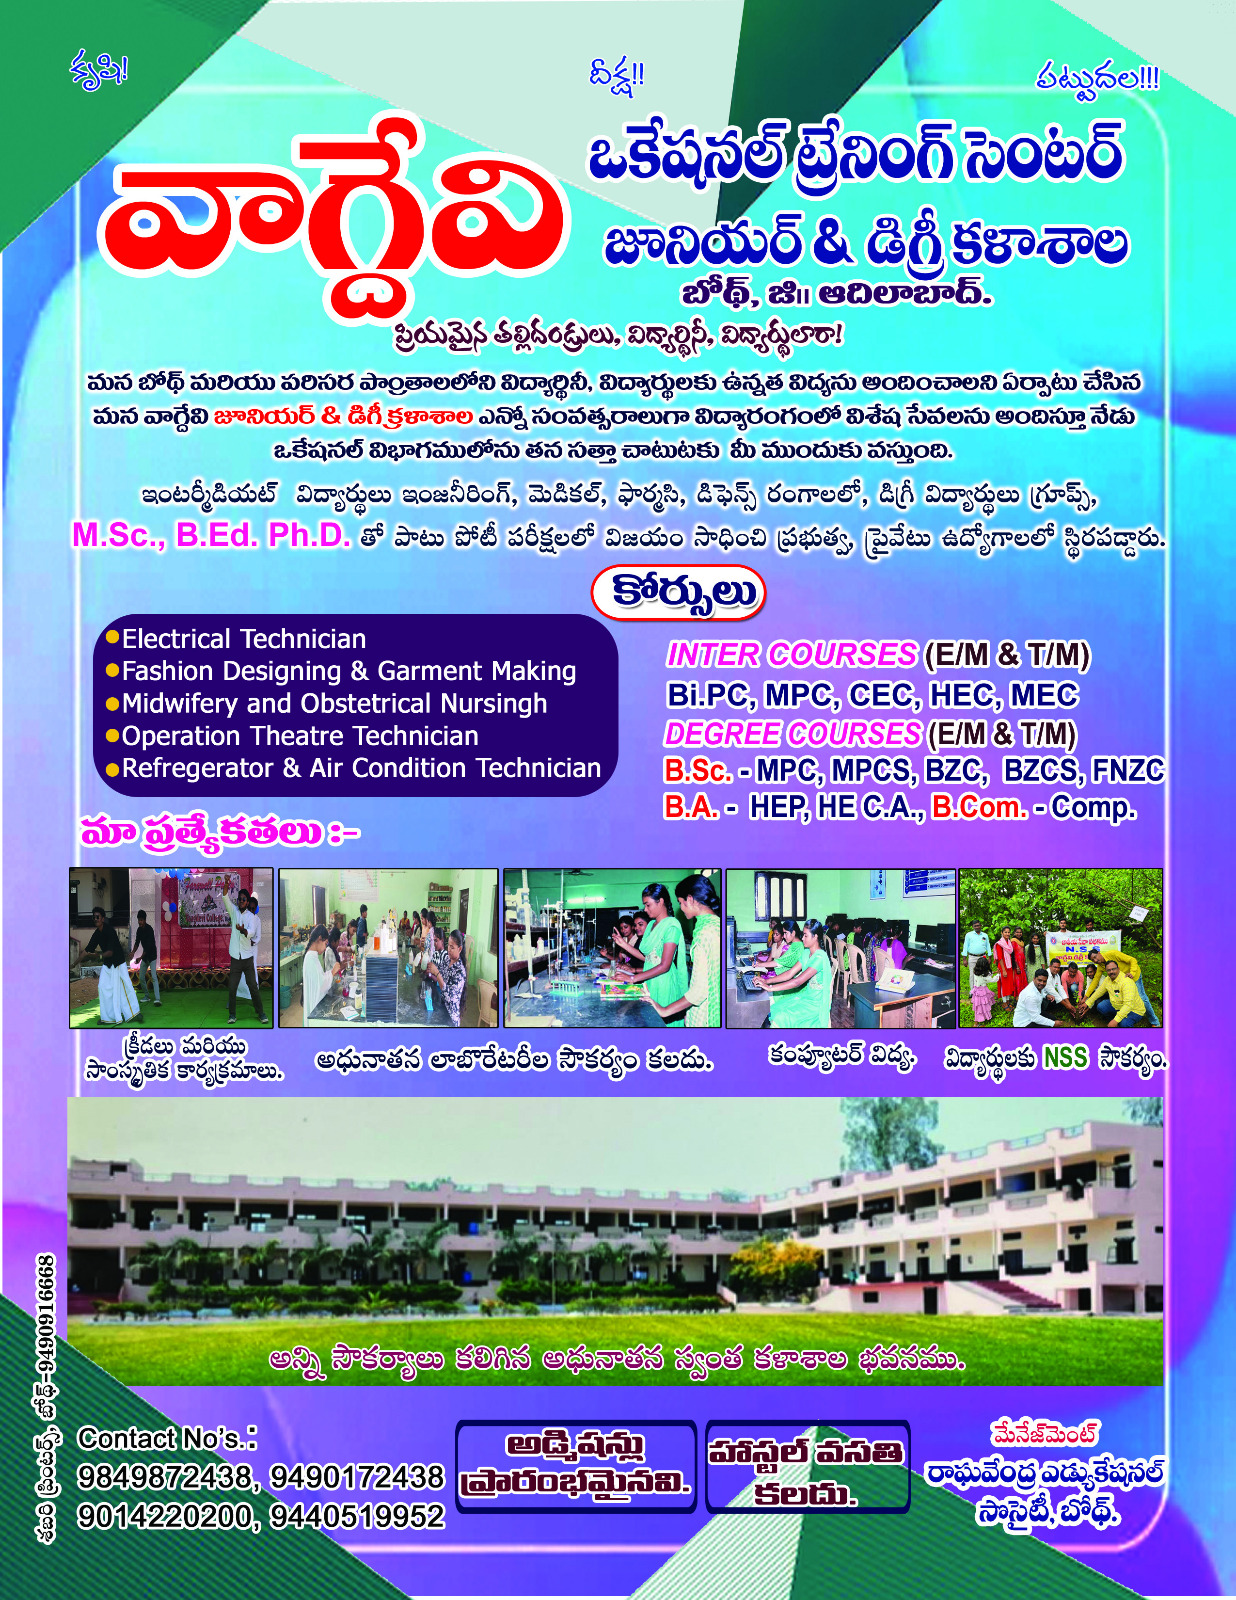 కృషి!
దీక్ష!!
పట్టుదల!!!
వాగ్దేవి
ఒకేషనల్ ట్రేనింగ్ సెంటర్
జూనియర్ & డిగ్రీ కళాశాల
బోథ్, జి॥ ఆదిలాబాద్.
ప్రియమైన తల్లిదండ్రులు, విద్యార్థినీ, విద్యార్థులారా!
మన బోథ్ మరియు పరిసర ప్రాంతాలలోని విద్యార్థినీ, విద్యార్థులకు ఉన్నత విద్యను అందించాలని ఏర్పాటు చేసిన
మన వాగ్దేవి జూనియర్ & డిగ్రీ కళాశాల ఎన్నో సంవత్సరాలుగా విద్యారంగంలో విశేష సేవలను అందిస్తూ నేడు
ఒకేషనల్ విభాగములోను తన సత్తా చాటుటకు మీ ముందుకు వస్తుంది.
ఇంటర్మీడియట్ విద్యార్థులు ఇంజనీరింగ్, మెడికల్, ఫార్మసి, డిఫెన్స్ రంగాలలో, డిగ్రీ విద్యార్థులు గ్రూప్స్,
M.Sc., B.Ed. Ph.D. తో పాటు పోటీ పరీక్షలలో విజయం సాధించి ప్రభుత్వ, ప్రైవేటు ఉద్యోగాలలో స్థిరపడ్డారు.
కోర్సులు
Electrical Technician
Fashion Designing & Garment Making
Midwifery and Obstetrical Nursingh
Operation Theatre Technician
Refregerator & Air Condition Technician
INTER COURSES (E/M & T/M)
Bi.PC, MPC, CEC, HEC, MEC
DEGREE COURSES (E/M & T/M)
B.Sc. - MPC, MPCS, BZC, BZCS, FNZC
B.A. - HEP, HE C.A., B.Com. - Comp.
మా ప్రత్యేకతలు :-
N.S.S
క్రీడలు మరియు
సాంస్కృతిక కార్యక్రమాలు.
అధునాతన లాబొరేటరీల సౌకర్యం కలదు.
కంప్యూటర్ విద్య.
విద్యార్థులకు NSS సౌకర్యం.
అన్ని సౌకర్యాలు కలిగిన అధునాతన స్వంత కళాశాల భవనము.
శబరి ప్రింటర్స్, బోథ్-9490916668
Contact No's.:
9849872438, 9490172438
9014220200, 9440519952
అడ్మిషన్లు
ప్రారంభమైనవి.
హాస్టల్ వసతి
కలదు.
మేనేజ్‌మెంట్
రాఘవేంద్ర ఎడ్యుకేషనల్
సొసైటీ, బోథ్.